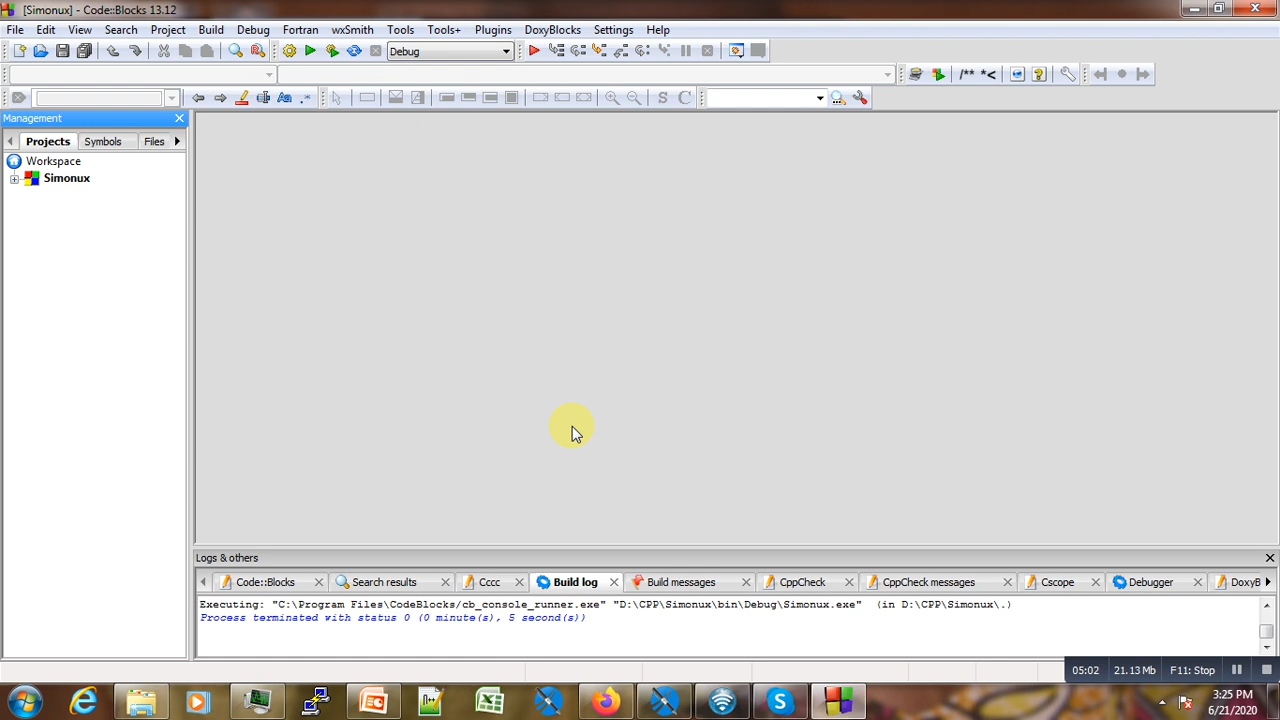 [Simonux] - Code::Blocks 13.12
File Edit View Search Project Build Debug Fortran wxSmith Tools Tools+ Plugins DoxyBlocks Settings Help
Debug
/** *<
Aa .* S C
Management
Projects Symbols Files
Workspace
Simonux
Logs & others
Code::Blocks Search results Cccc Build log Build messages CppCheck CppCheck messages Cscope Debugger DoxyB
Executing: "C:\Program Files\CodeBlocks/cb_console_runner.exe" "D:\CPP\Simonux\bin\Debug\Simonux.exe" (in D:\CPP\Simonux\.)
Process terminated with status 0 (0 minute(s), 5 second(s))
05:02 21.13 Mb F11: Stop
3:25 PM
6/21/2020